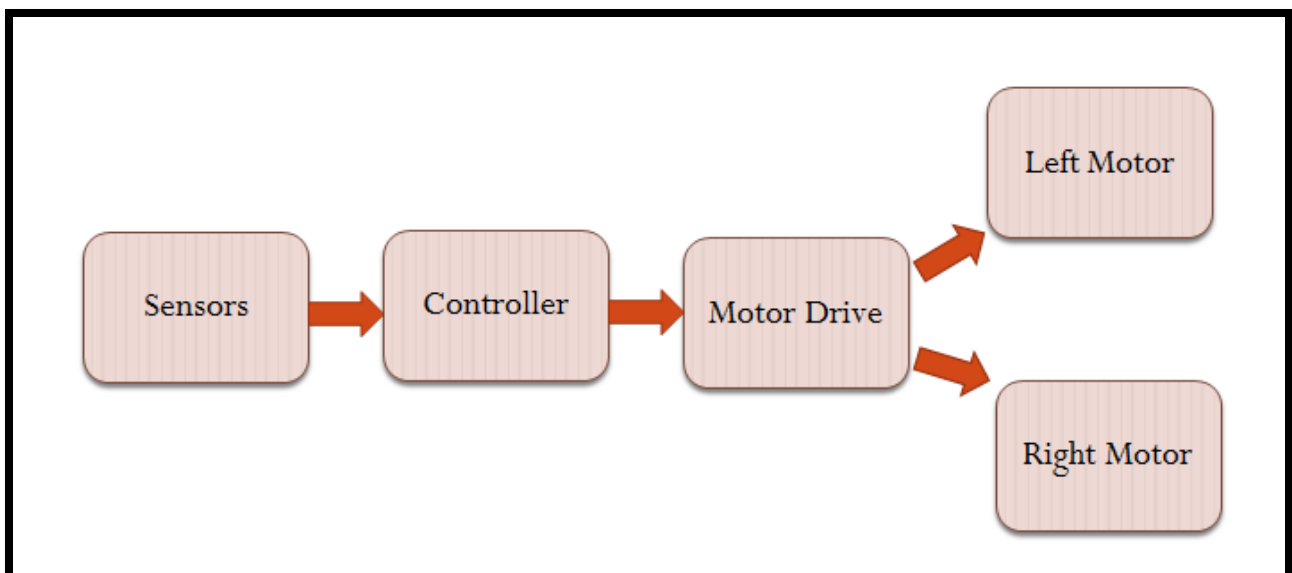 Sensors
Controller
Motor Drive
Left Motor
Right Motor